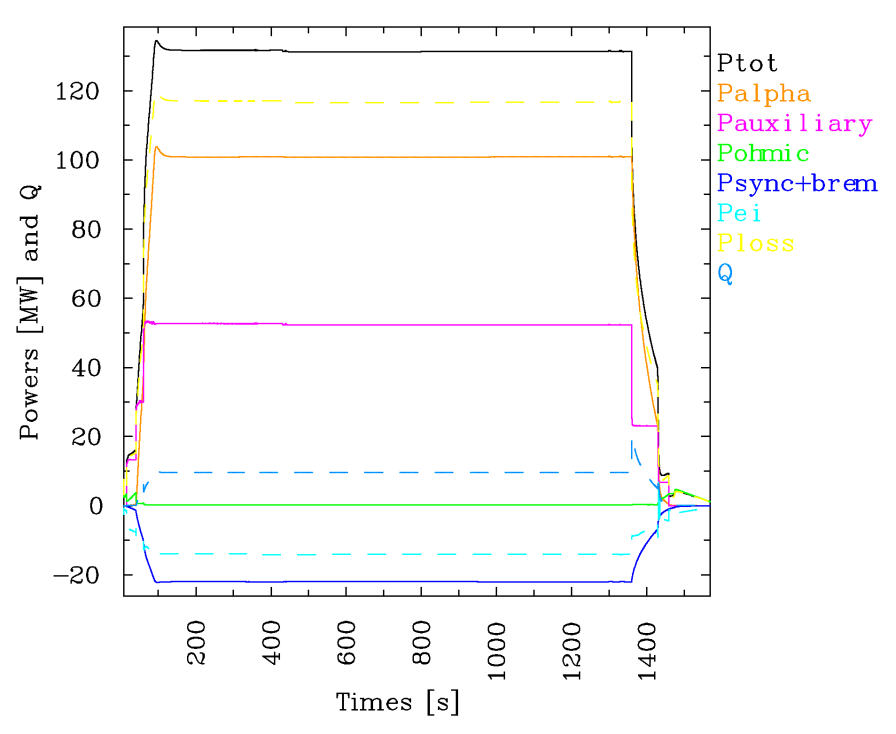 Ptot
Palpha
Pauxiliary
Pohmic
Psync+brem
Pei
Ploss
Q
Powers [MW] and Q
120
100
80
60
40
20
0
−20
200
400
600
800
1000
1200
1400
Times [s]